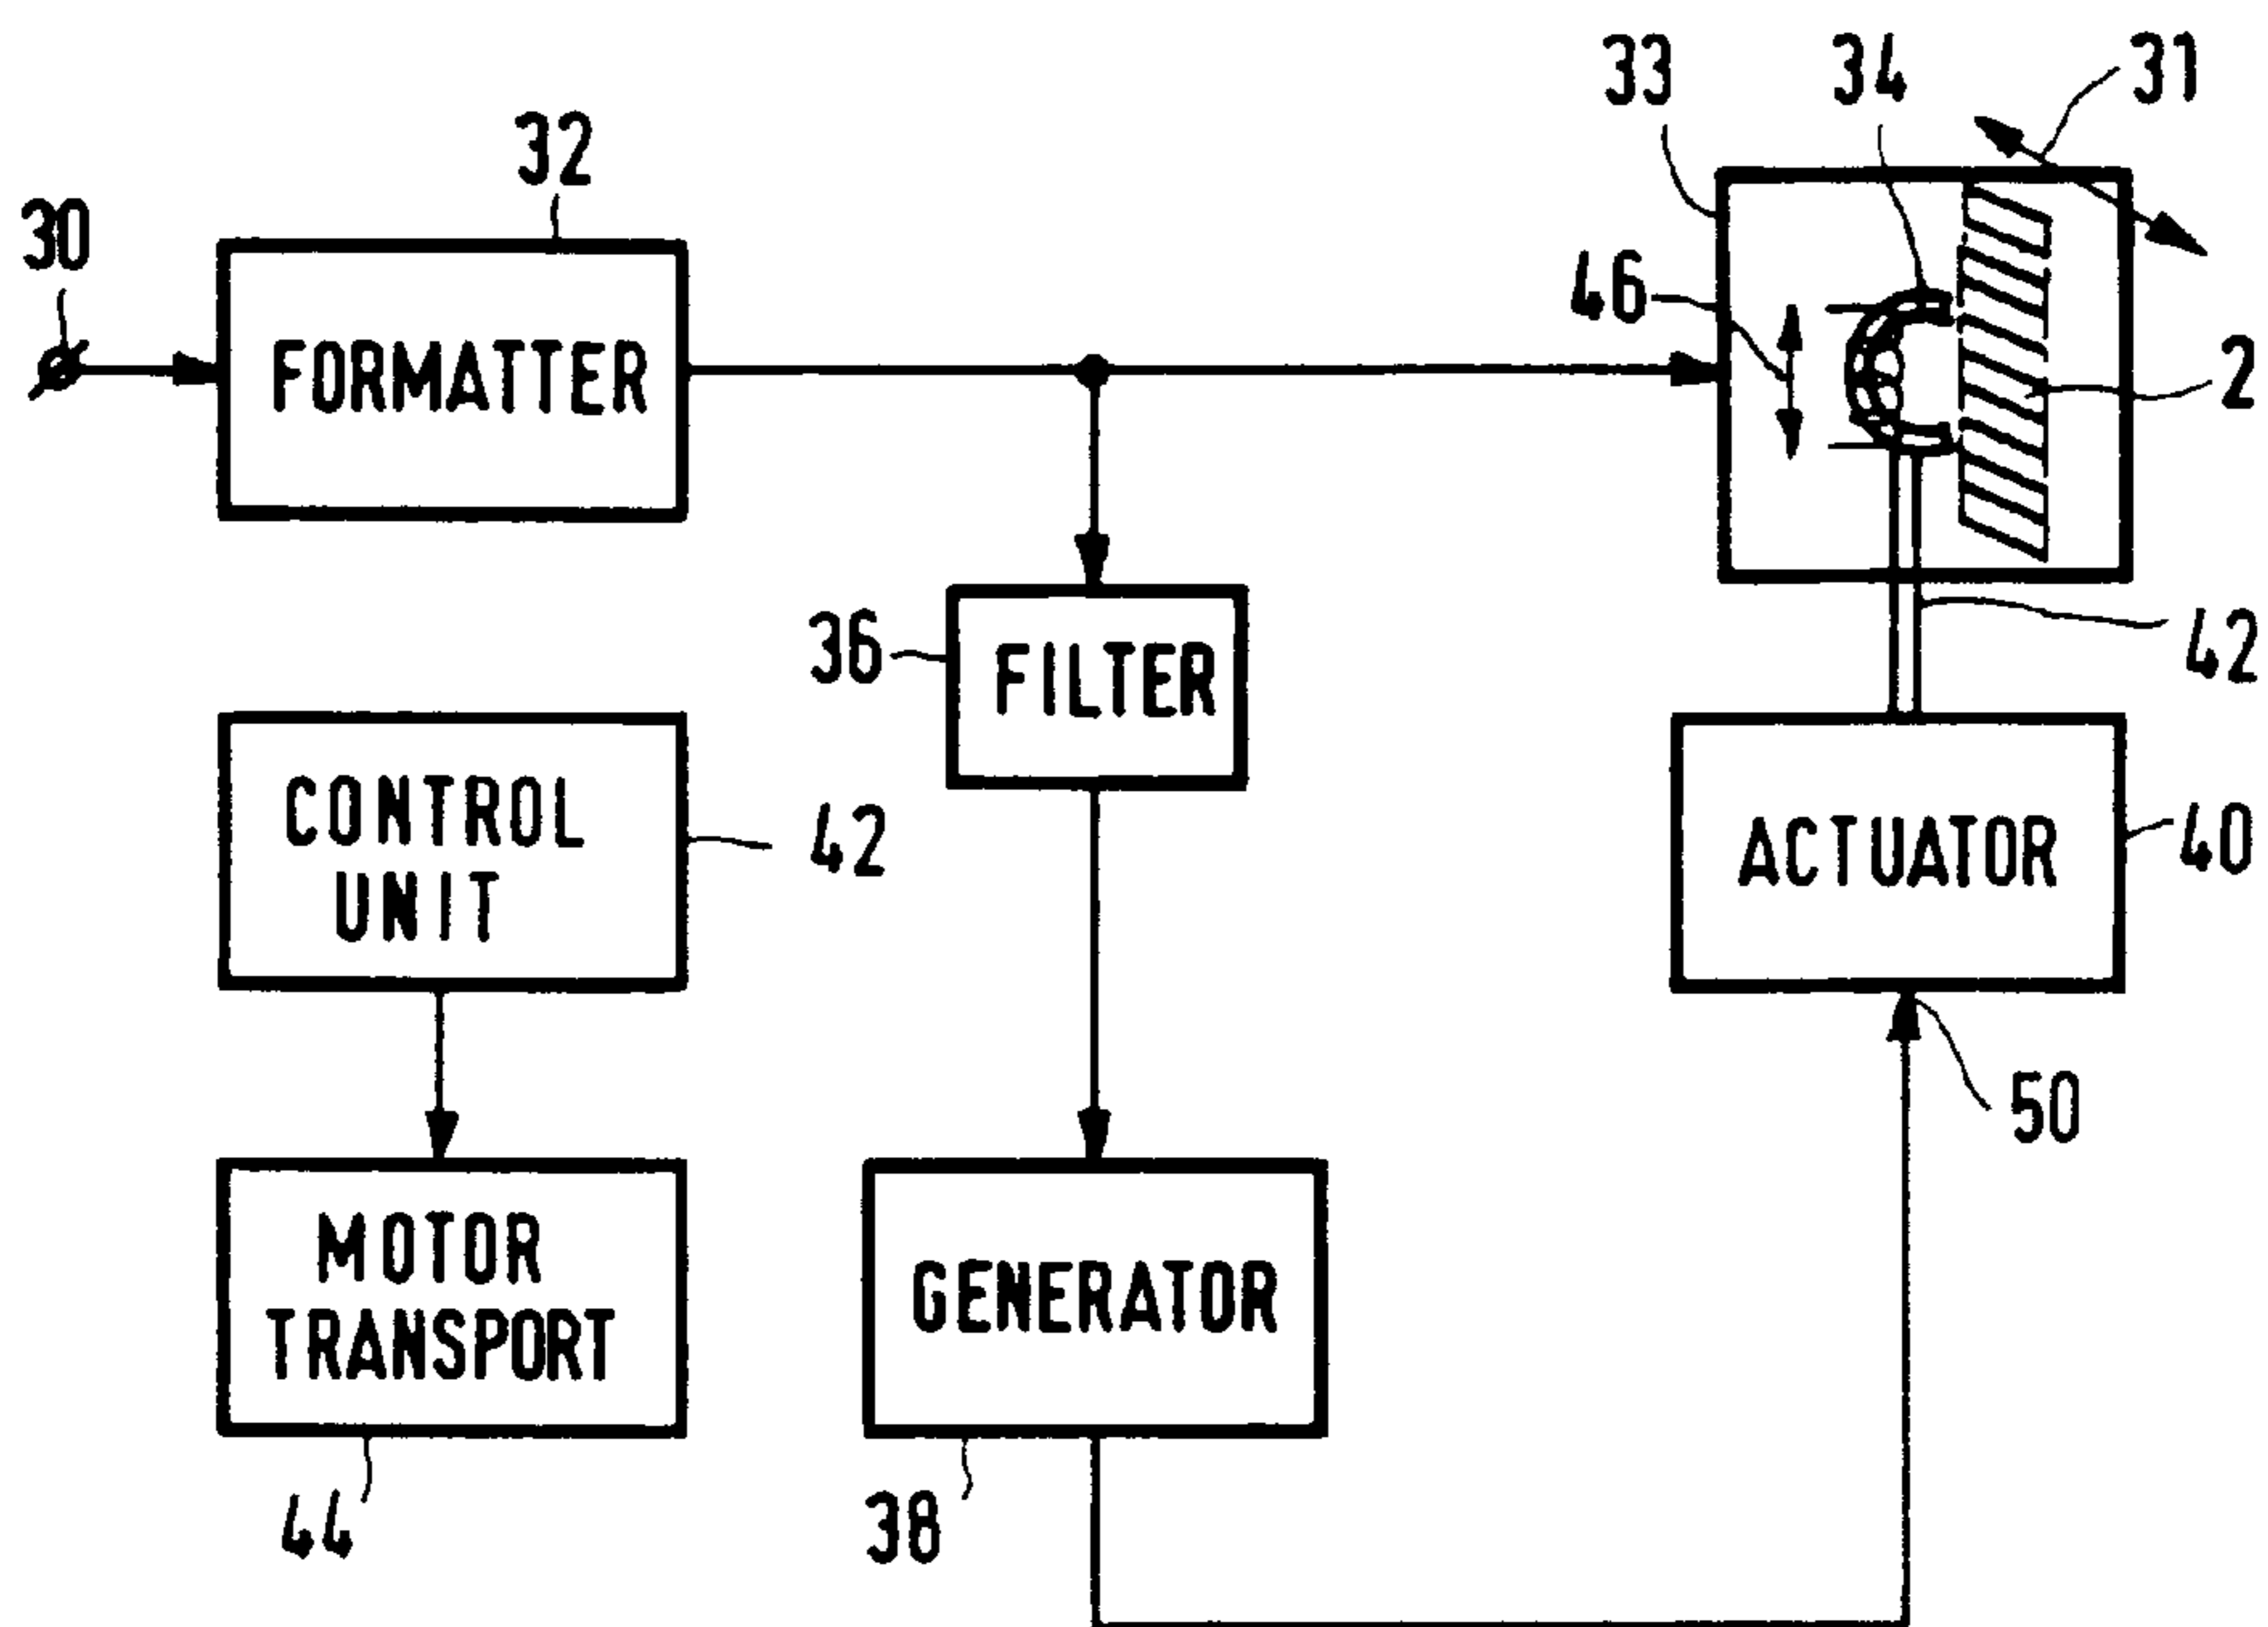 33
34
31
32
30
46
FORMATTER
2
36
FILTER
42
CONTROL
UNIT
42
ACTUATOR
40
50
MOTOR
TRANSPORT
GENERATOR
44
38